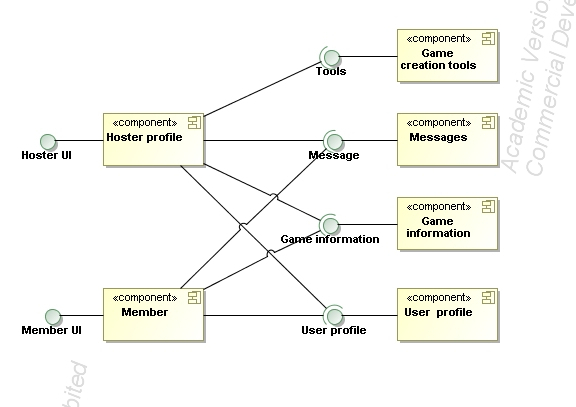 «component»
Game
creation tools
Tools
«component»
Hoster profile
Hoster UI
«component»
Messages
Message
«component»
Game
information
Game information
«component»
Member
Member UI
«component»
User  profile
User profile
Academic Versio
Commercial Deve
bited